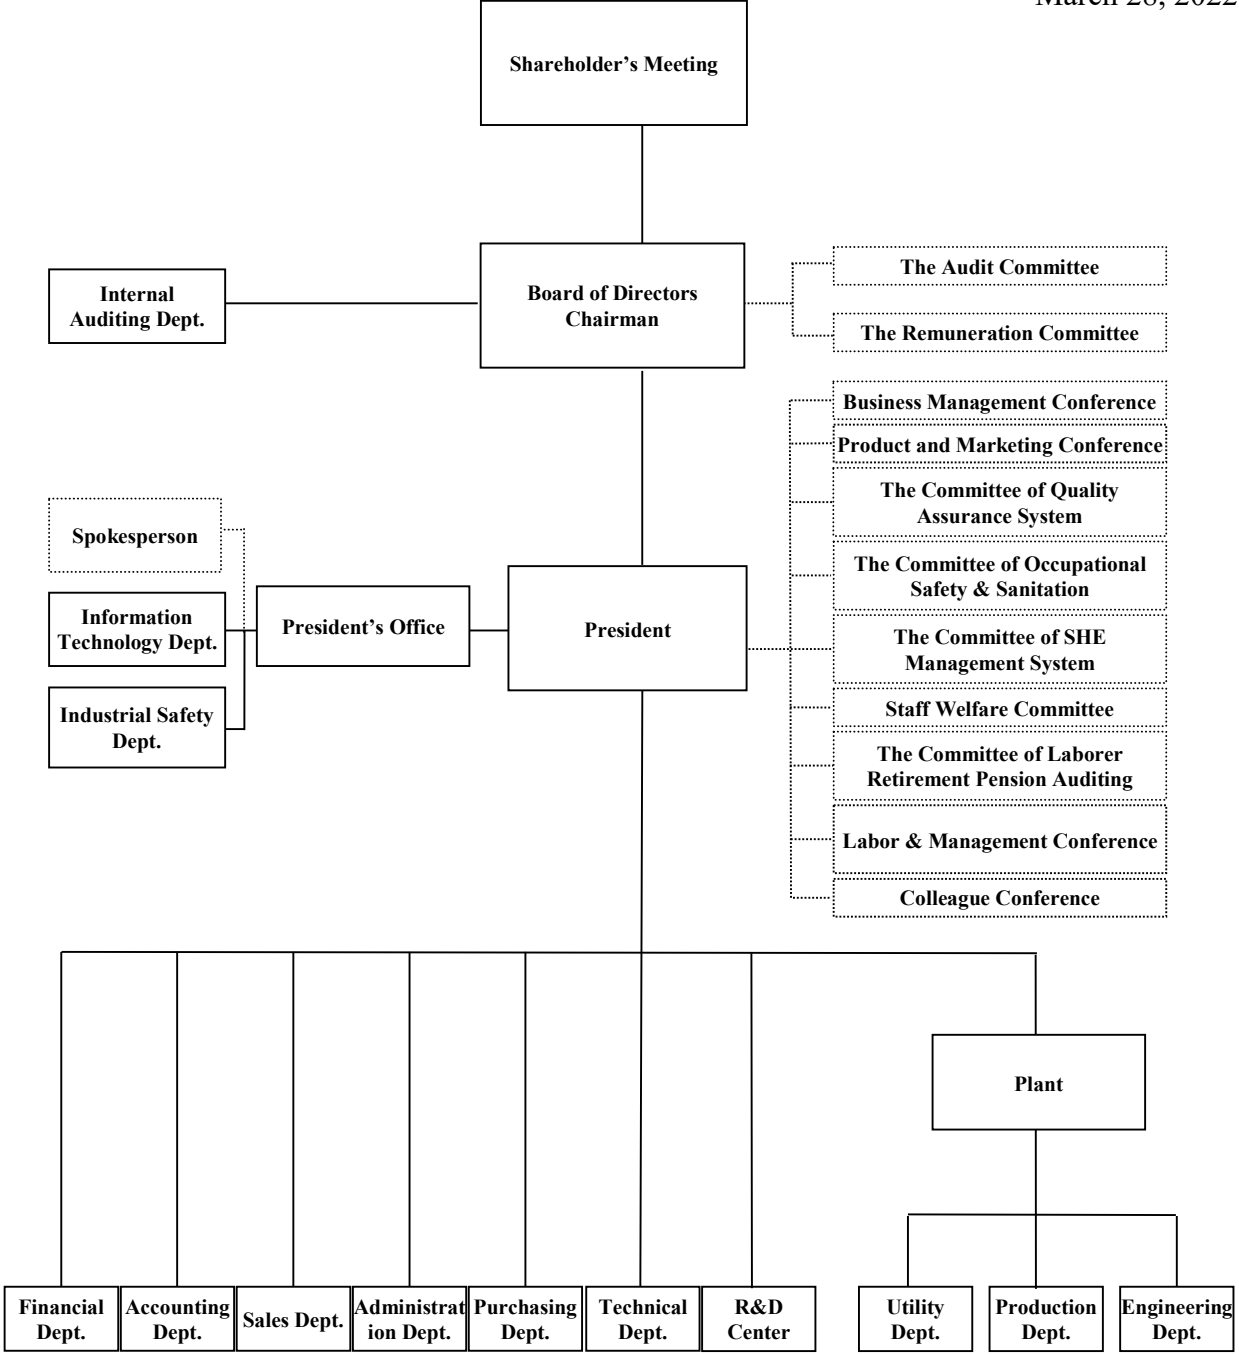 March 28, 2022
Shareholder's Meeting
Board of Directors
Chairman
Internal
Auditing Dept.
The Audit Committee
The Remuneration Committee
Business Management Conference
Product and Marketing Conference
The Committee of Quality
Assurance System
The Committee of Occupational
Safety & Sanitation
The Committee of SHE
Management System
Staff Welfare Committee
The Committee of Laborer
Retirement Pension Auditing
Labor & Management Conference
Colleague Conference
Spokesperson
Information
Technology Dept.
Industrial Safety
Dept.
President's Office
President
Plant
Financial
Dept.
Accounting
Dept.
Sales Dept.
Administrat
ion Dept.
Purchasing
Dept.
Technical
Dept.
R&D
Center
Utility
Dept.
Production
Dept.
Engineering
Dept.